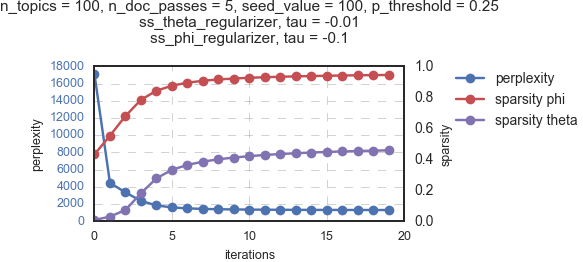 n_topics = 100, n_doc_passes = 5, seed_value = 100, p_threshold = 0.25
ss_theta_regularizer, tau = -0.01
ss_phi_regularizer, tau = -0.1
18000
16000
14000
12000
10000
8000
6000
4000
2000
0
perplexity
1.0
0.8
0.6
0.4
0.2
0.0
sparsity
0
5
10
15
20
iterations
perplexity
sparsity phi
sparsity theta